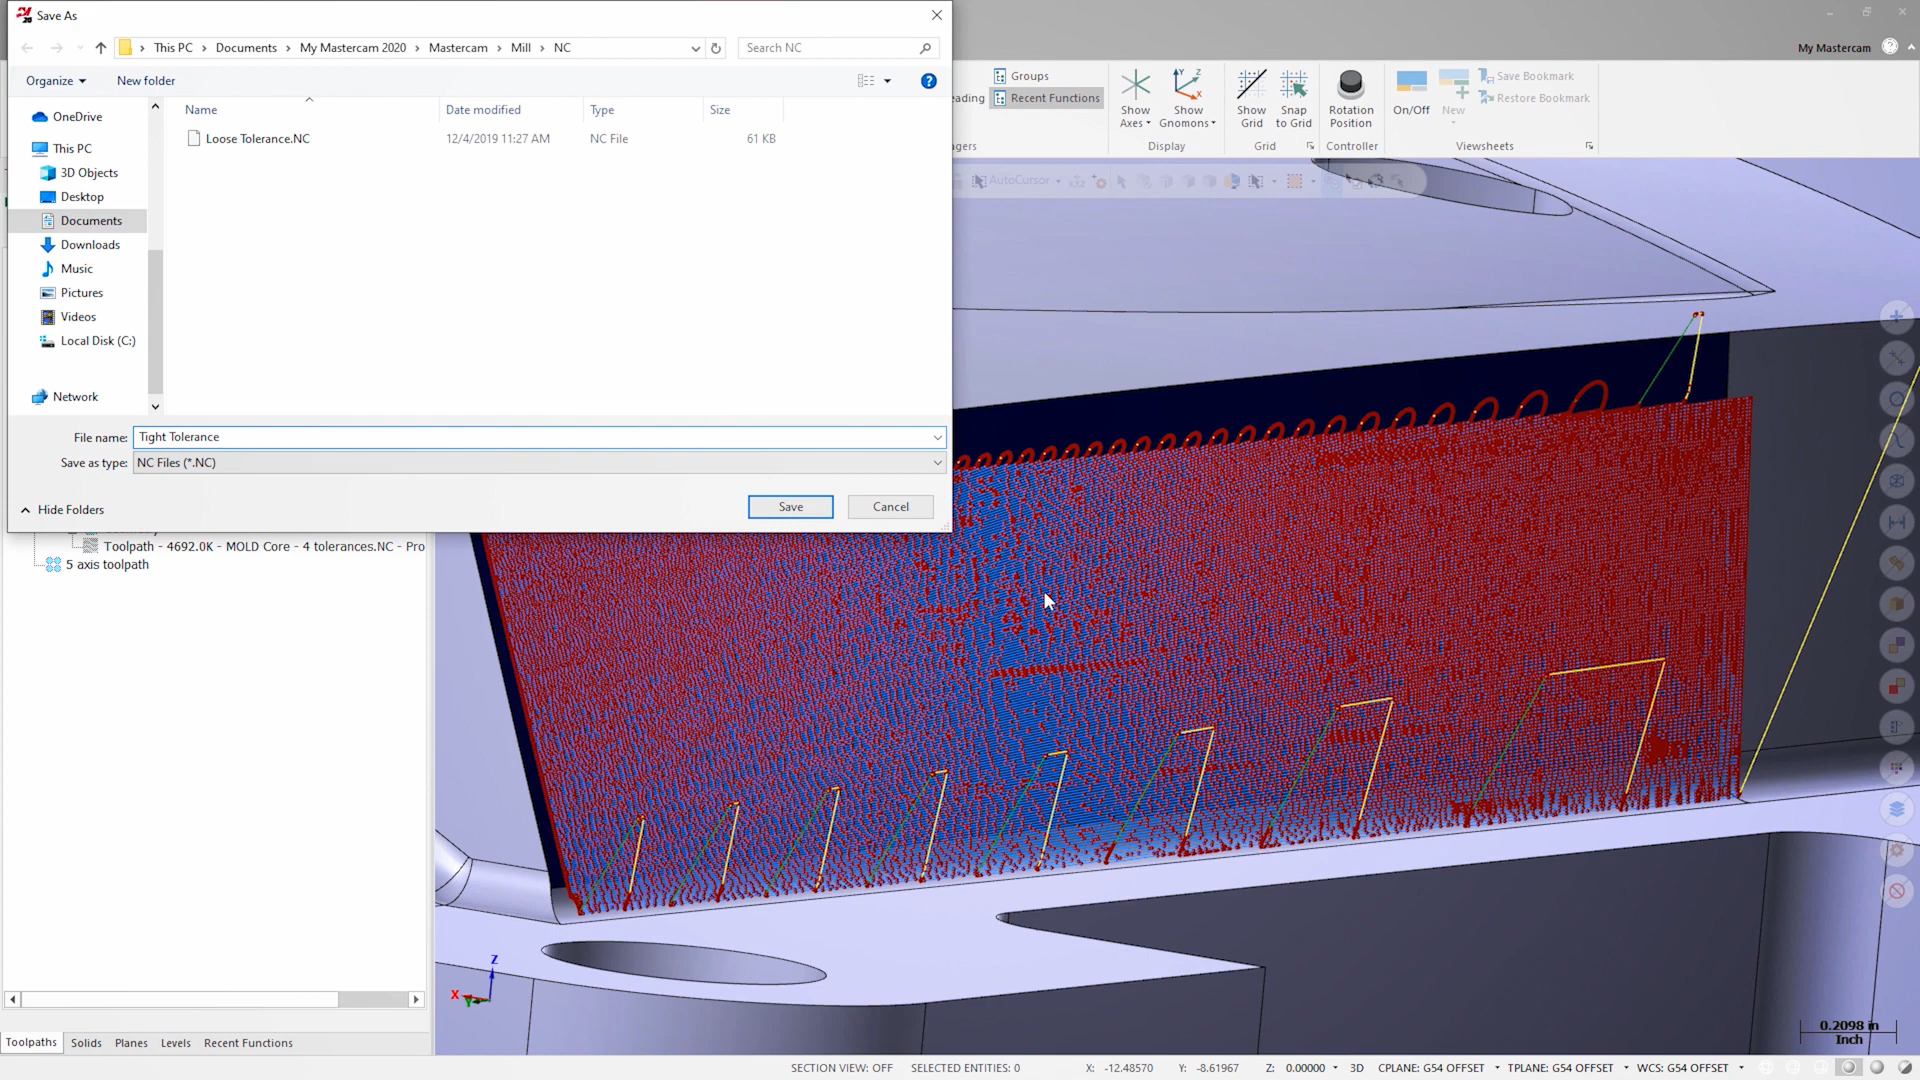 Save As
This PC > Documents > My Mastercam 2020 > Mastercam > Mill > NC
Search NC
Organize
New folder
Name
Date modified
Type
Size
Loose Tolerance.NC
12/4/2019 11:27 AM
NC File
61 KB
OneDrive
This PC
3D Objects
Desktop
Documents
Downloads
Music
Pictures
Videos
Local Disk (C:)
Network
File name: Tight Tolerance
Save as type: NC Files (*.NC)
Hide Folders
Save
Cancel
My Mastercam
Groups
Recent Functions
Show Axes
Show Gnomons
Display
Show Grid
Snap to Grid
Grid
Rotation Position
Controller
On/Off
New
Save Bookmark
Restore Bookmark
Viewsheets
AutoCursor
Toolpath - 4692.0K - MOLD Core - 4 tolerances.NC - Pro
5 axis toolpath
Z
X
Y
0.2098 in
Inch
Toolpaths
Solids
Planes
Levels
Recent Functions
SECTION VIEW: OFF
SELECTED ENTITIES: 0
X: -12.48570
Y: -8.61967
Z: 0.00000
3D
CPLANE: G54 OFFSET
TPLANE: G54 OFFSET
WCS: G54 OFFSET